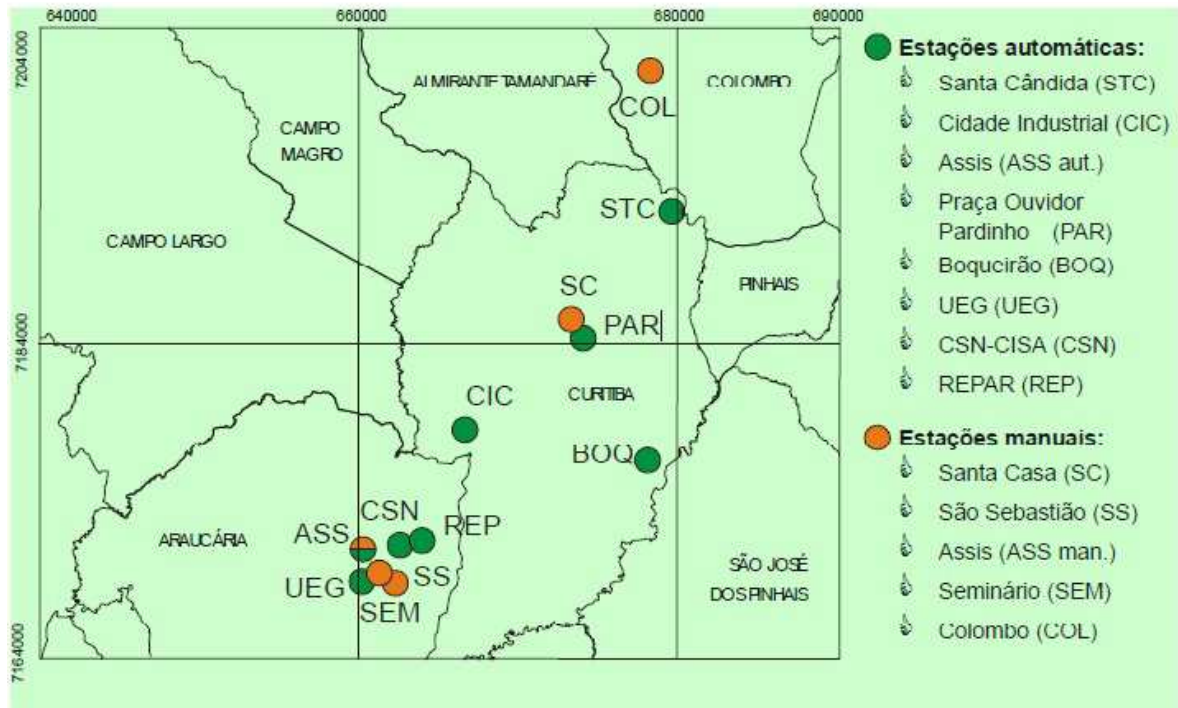 640000
660000
680000
690000
7204000
7184000
7164000
ALMIRANTE TAMANDARÉ
COL
COLOMBO
CAMPO
MAGRO
STC
CAMPO LARGO
SC
PINHAIS
PAR
CIC
CURITIBA
BOQ
CSN
REP
ASS
ARAUCÁRIA
SS
UEG
SEM
SÃO JOSÉ
DOS PINHAIS
Estações automáticas:
Santa Cândida (STC)
Cidade Industrial (CIC)
Assis (ASS aut.)
Praça Ouvidor
Pardinho (PAR)
Boqucirão (BOQ)
UEG (UEG)
CSN-CISA (CSN)
REPAR (REP)
Estações manuais:
Santa Casa (SC)
São Sebastião (SS)
Assis (ASS man.)
Seminário (SEM)
Colombo (COL)